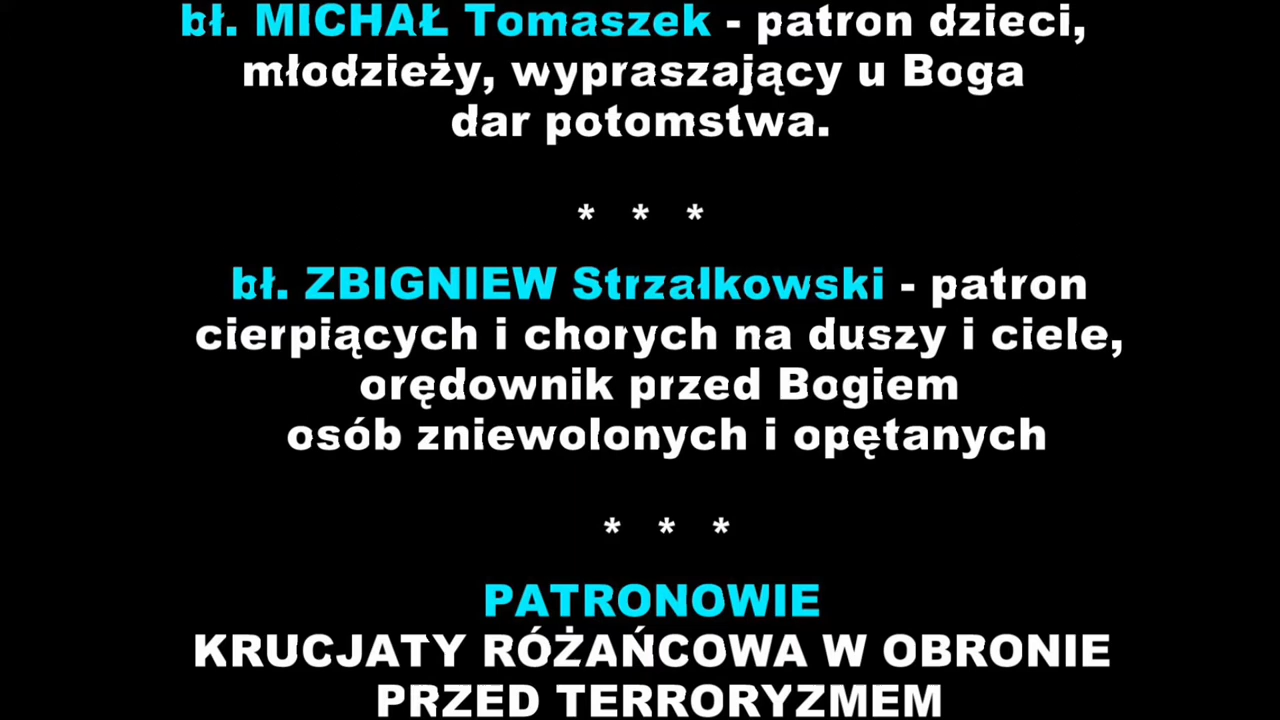 bł. MICHAŁ Tomaszek - patron dzieci,
młodzieży, wypraszający u Boga
dar potomstwa.
* * *
bł. ZBIGNIEW Strzałkowski - patron
cierpiących i chorych na duszy i ciele,
orędownik przed Bogiem
osób zniewolonych i opętanych
* * *
PATRONOWIE
KRUCJATY RÓŻAŃCOWA W OBRONIE
PRZED TERRORYZMEM